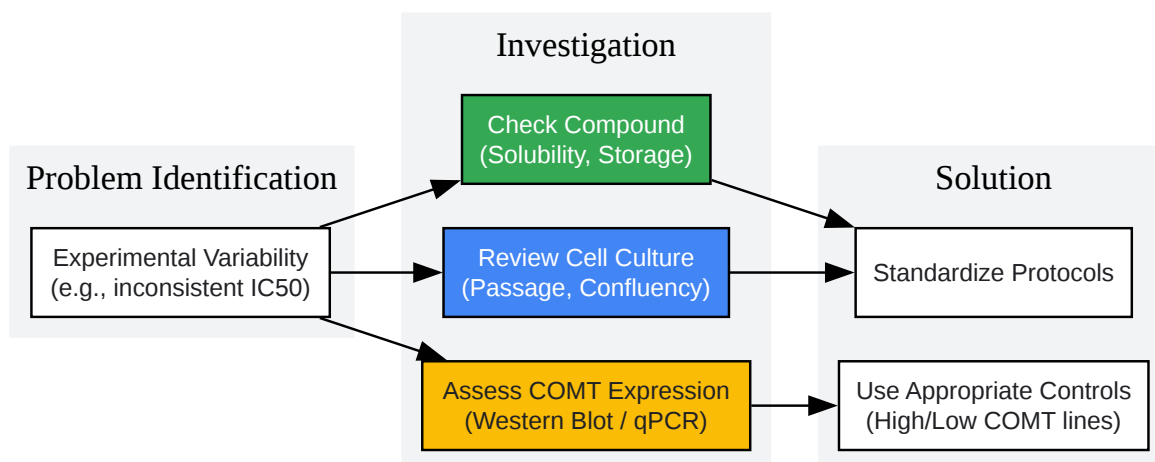 Problem Identification
Experimental Variability
(e.g., inconsistent IC50)
Investigation
Check Compound
(Solubility, Storage)
Review Cell Culture
(Passage, Confluency)
Assess COMT Expression
(Western Blot / qPCR)
Solution
Standardize Protocols
Use Appropriate Controls
(High/Low COMT lines)